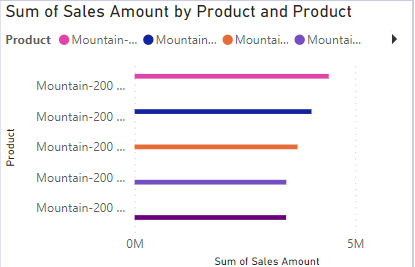 Sum of Sales Amount by Product and Product
Product Mountain-... Mountain... Mountai... Mountai...
Mountain-200 ...
Mountain-200 ...
Mountain-200 ...
Mountain-200 ...
Mountain-200 ...
Product
0M 5M
Sum of Sales Amount